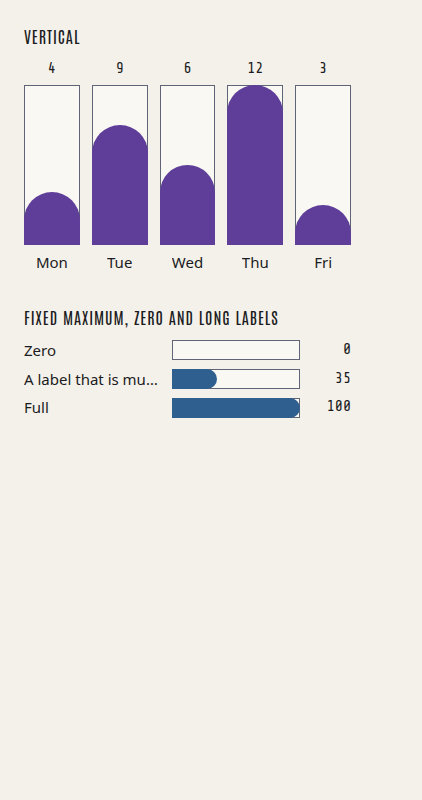 VERTICAL
4 9 6 12 3
Mon Tue Wed Thu Fri
FIXED MAXIMUM, ZERO AND LONG LABELS
Zero 0
A label that is mu... 35
Full 100